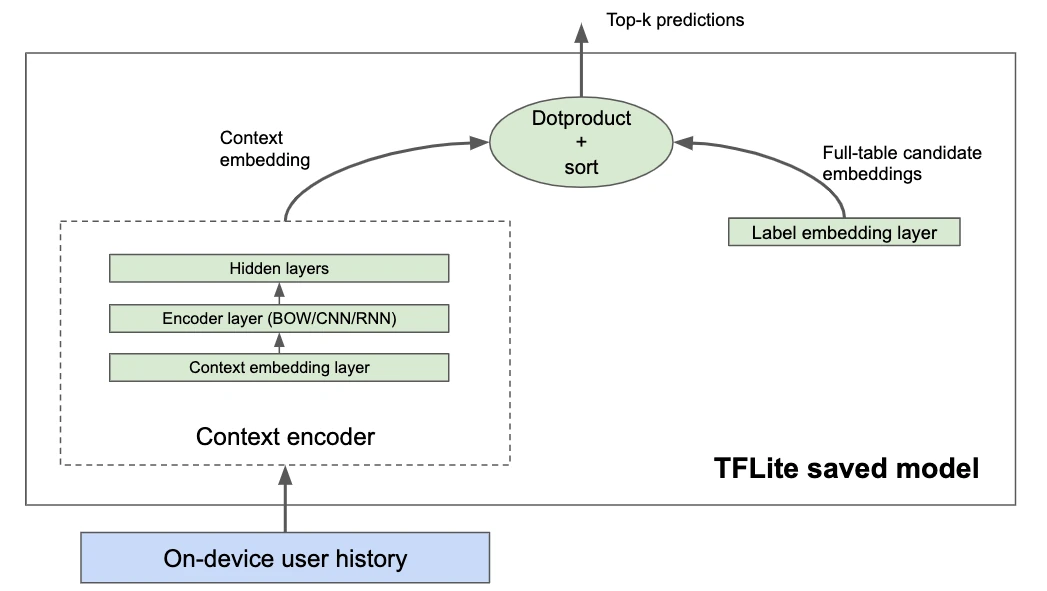 Top-k predictions
Dotproduct
+
sort
Context
embedding
Full-table candidate
embeddings
Label embedding layer
Hidden layers
Encoder layer (BOW/CNN/RNN)
Context embedding layer
Context encoder
TFLite saved model
On-device user history